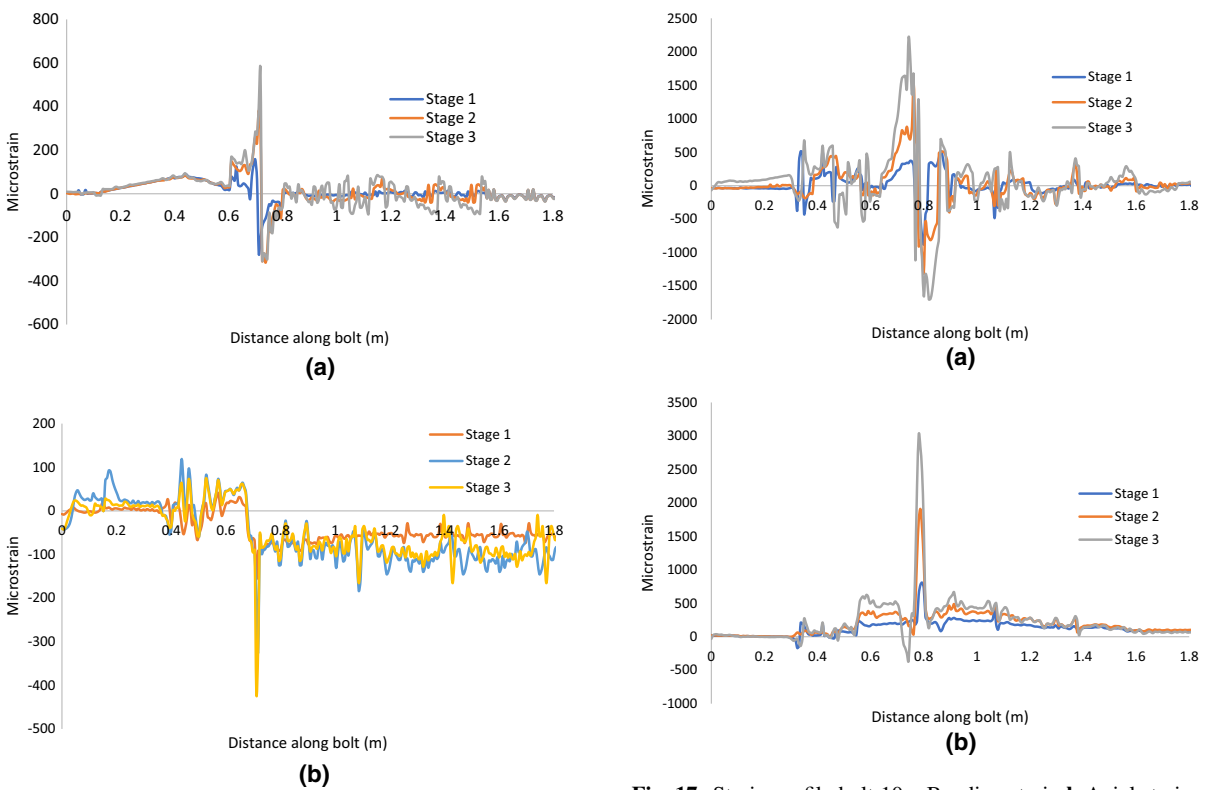 800
600
400
200
0
-200
-400
-600
0 0.2 0.4 0.6 0.8 1.0 1.2 1.4 1.6 1.8
Microstrain
Stage 1
Stage 2
Stage 3
Distance along bolt (m)
(a)
200
100
0
-100
-200
-300
-400
-500
0 0.2 0.4 0.6 0.8 1 1.2 1.4 1.6 1.8
Microstrain
Stage 1
Stage 2
Stage 3
Distance along bolt (m)
(b)
2500
2000
1500
1000
500
0
-500
-1000
-1500
-2000
0 0.2 0.4 0.6 0.8 1 1.2 1.4 1.6 1.8
Microstrain
Stage 1
Stage 2
Stage 3
Distance along bolt (m)
(a)
3500
3000
2500
2000
1500
1000
500
0
-500
-1000
0 0.2 0.4 0.6 0.8 1 1.2 1.4 1.6 1.8
Microstrain
Stage 1
Stage 2
Stage 3
Distance along bolt (m)
(b)